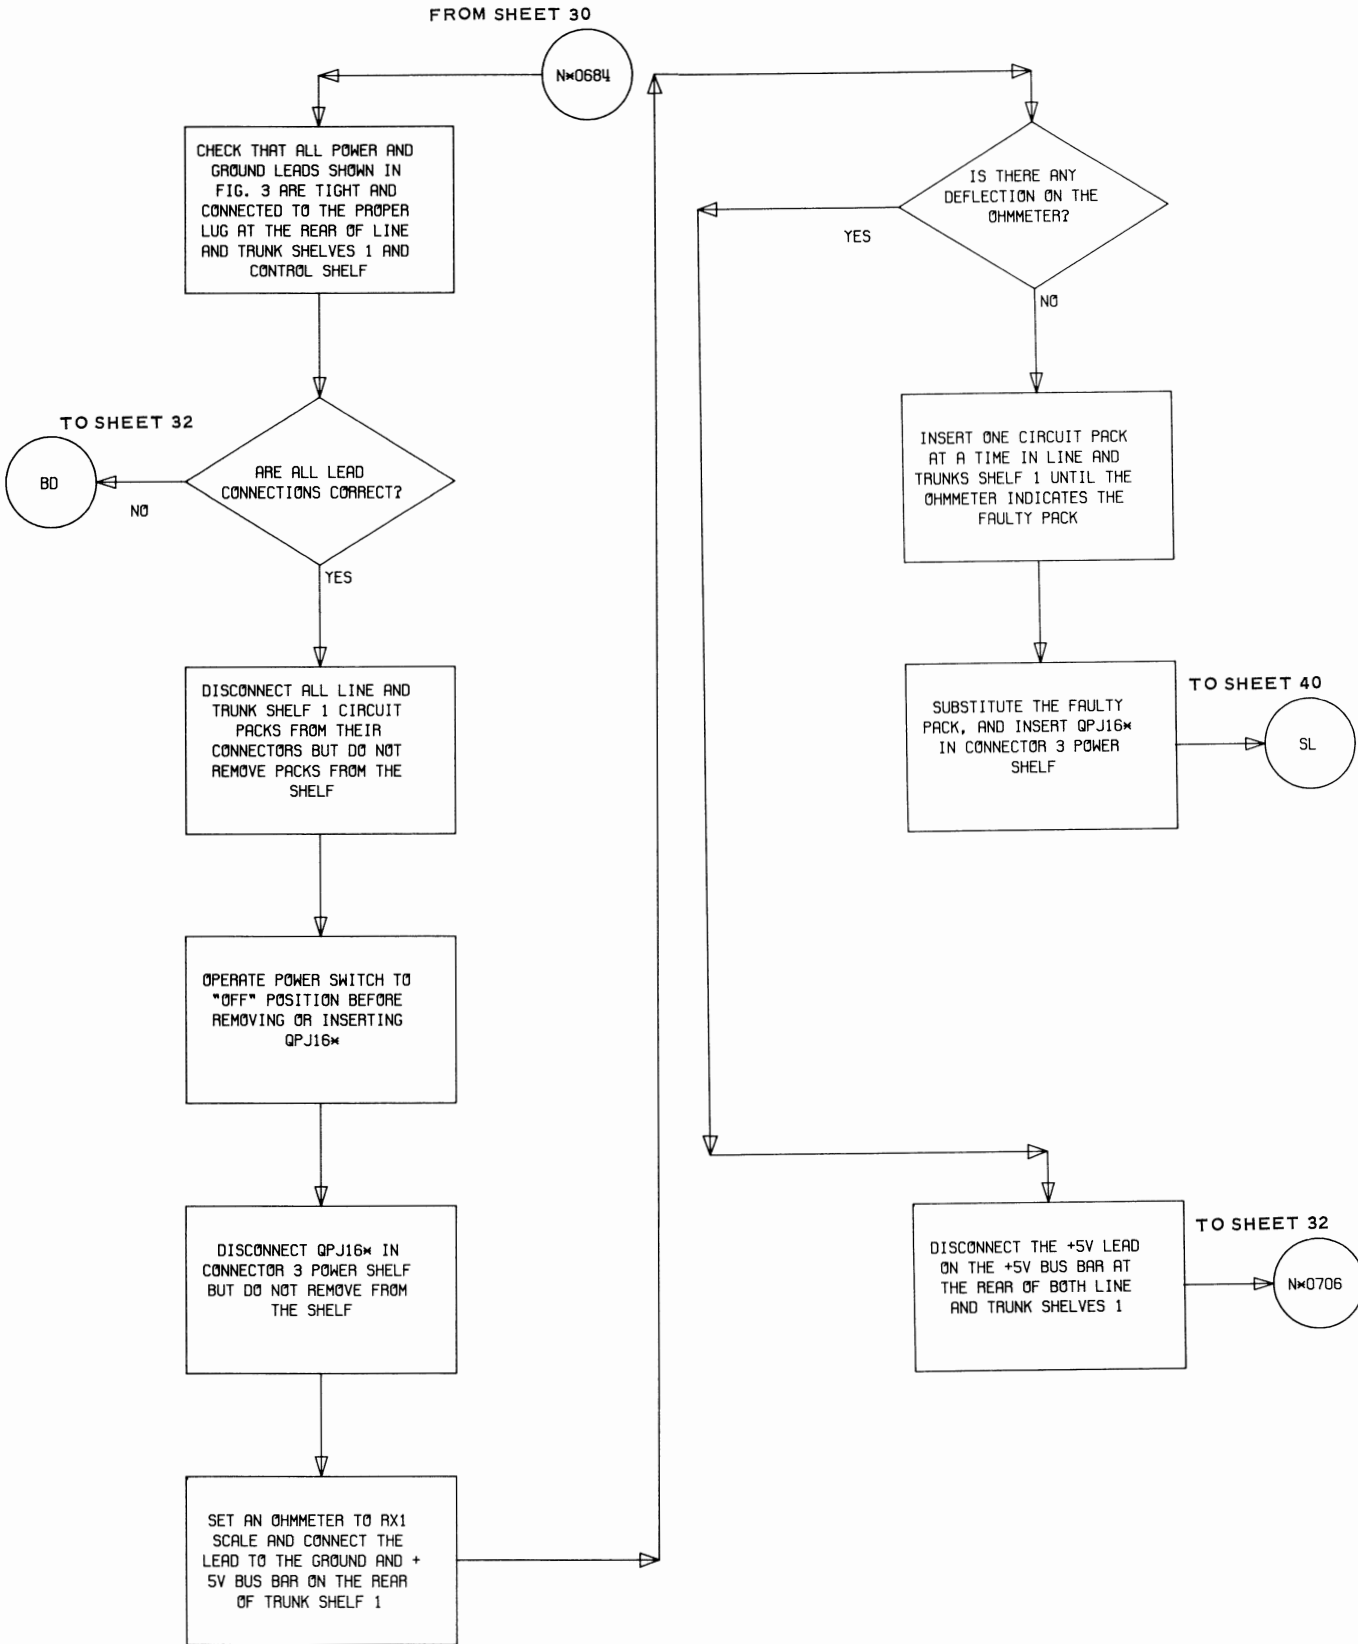 FROM SHEET 30
N*0684
CHECK THAT ALL POWER AND
GROUND LEADS SHOWN IN
FIG. 3 ARE TIGHT AND
CONNECTED TO THE PROPER
LUG AT THE REAR OF LINE
AND TRUNK SHELVES 1 AND
CONTROL SHELF
TO SHEET 32
BD
NO
ARE ALL LEAD
CONNECTIONS CORRECT?
YES
DISCONNECT ALL LINE AND
TRUNK SHELF 1 CIRCUIT
PACKS FROM THEIR
CONNECTORS BUT DO NOT
REMOVE PACKS FROM THE
SHELF
OPERATE POWER SWITCH TO
"OFF" POSITION BEFORE
REMOVING OR INSERTING
QPJ16*
DISCONNECT QPJ16* IN
CONNECTOR 3 POWER SHELF
BUT DO NOT REMOVE FROM
THE SHELF
SET AN OHMMETER TO RX1
SCALE AND CONNECT THE
LEAD TO THE GROUND AND +
5V BUS BAR ON THE REAR
OF TRUNK SHELF 1
IS THERE ANY
DEFLECTION ON THE
OHMMETER?
YES
NO
INSERT ONE CIRCUIT PACK
AT A TIME IN LINE AND
TRUNKS SHELF 1 UNTIL THE
OHMMETER INDICATES THE
FAULTY PACK
SUBSTITUTE THE FAULTY
PACK, AND INSERT QPJ16*
IN CONNECTOR 3 POWER
SHELF
TO SHEET 40
SL
DISCONNECT THE +5V LEAD
ON THE +5V BUS BAR AT
THE REAR OF BOTH LINE
AND TRUNK SHELVES 1
TO SHEET 32
N*0706